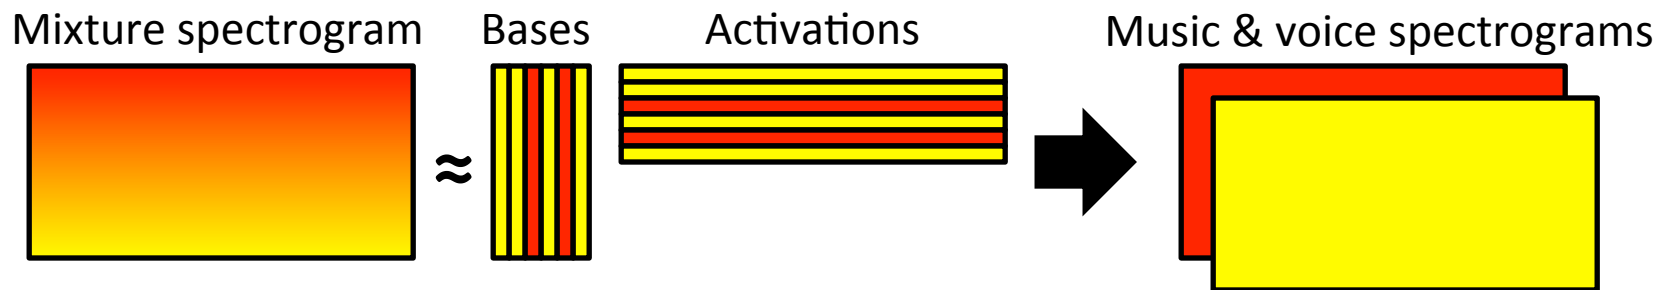 Mixture spectrogram
Bases
Activations
Music & voice spectrograms
≈